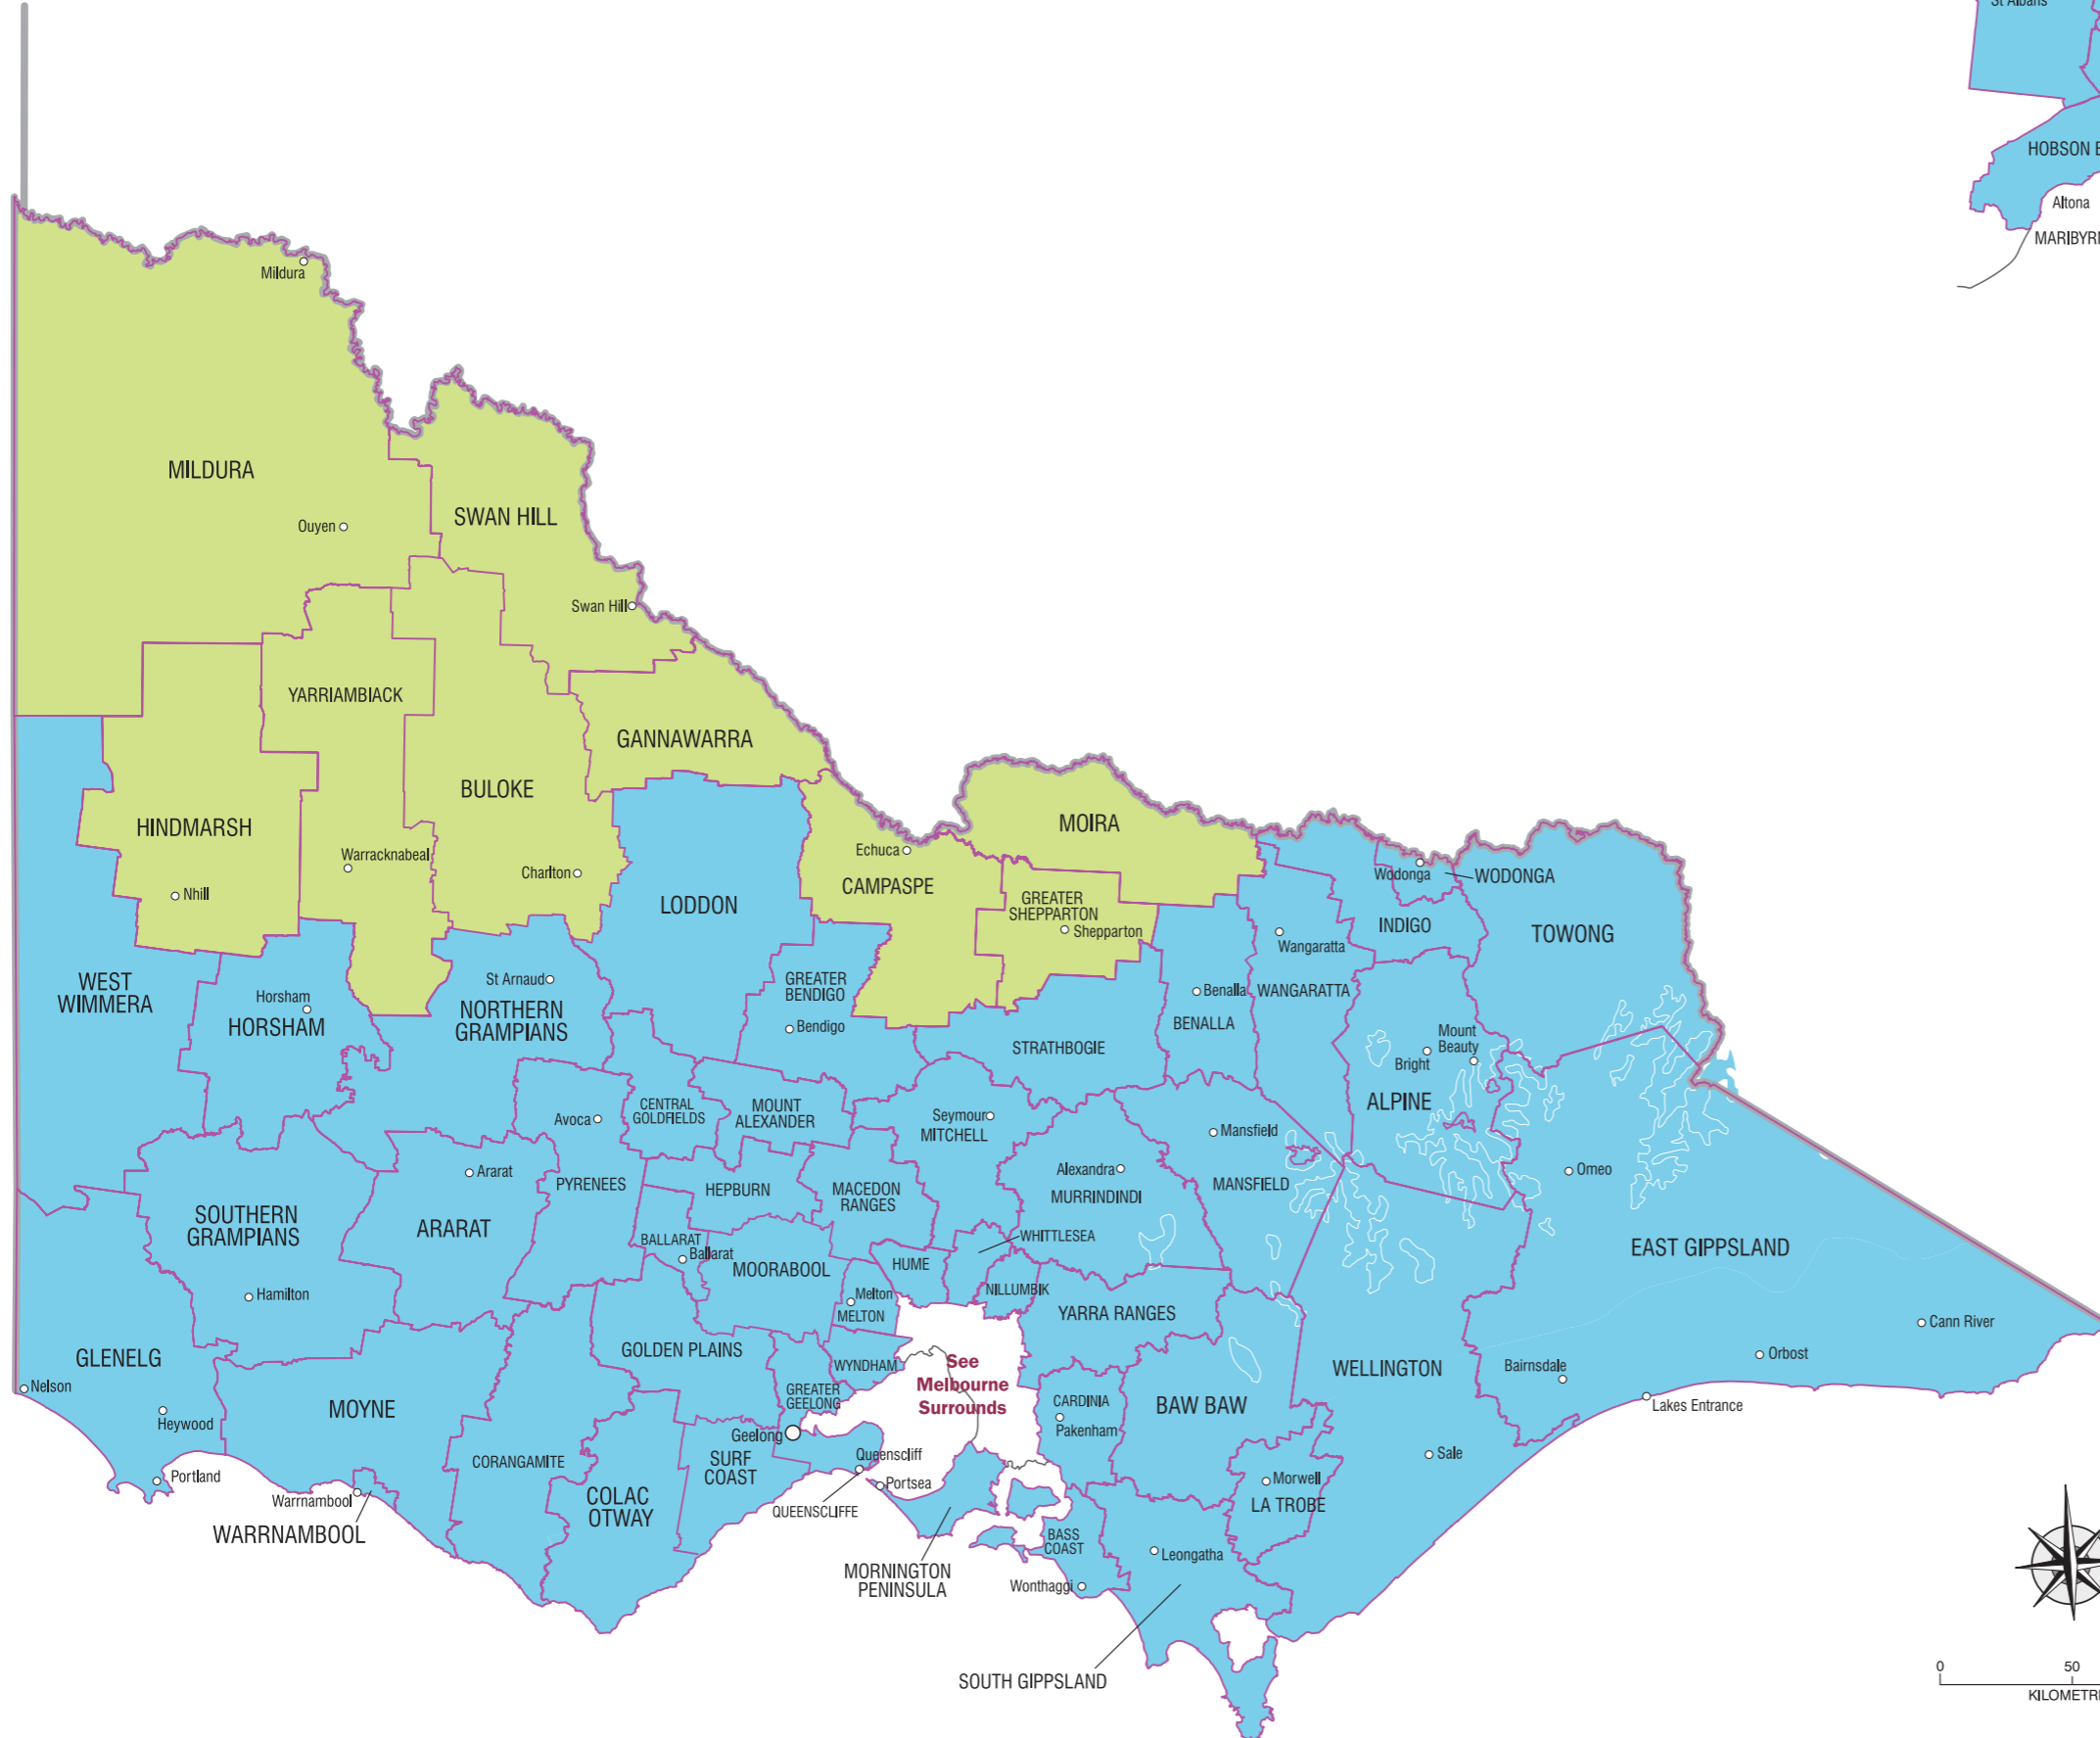 St Albans
HOBSON B
Altona
MARIBYRN
Mildura
MILDURA
SWAN HILL
Ouyen
Swan Hill
YARRIAMBIACK
GANNAWARRA
BULOKE
HINDMARSH
MOIRA
Warracknabeal
Echuca
Charlton
CAMPASPE
Wodonga
WODONGA
Nhill
LODDON
GREATER
SHEPPARTON
Shepparton
INDIGO
TOWONG
Wangaratta
WEST
WIMMERA
St Arnaud
NORTHERN
GRAMPIANS
GREATER
BENDIGO
Benalla
WANGARATTA
Horsham
HORSHAM
Bendigo
BENALLA
STRATHBOGIE
Mount
Beauty
Bright
ALPINE
Avoca
CENTRAL
GOLDFIELDS
MOUNT
ALEXANDER
Seymour
MITCHELL
Mansfield
Ararat
PYRENEES
HEPBURN
MACEDON
RANGES
Alexandra
MURRINDINDI
MANSFIELD
Omeo
SOUTHERN
GRAMPIANS
ARARAT
BALLARAT
Ballarat
MOORABOOL
WHITTLESEA
HUME
EAST GIPPSLAND
Hamilton
Melton
MELTON
NILLUMBIK
YARRA RANGES
Cann River
GLENELG
GOLDEN PLAINS
WYNDHAM
See
Melbourne
Surrounds
WELLINGTON
Bairnsdale
Orbost
Nelson
Heywood
MOYNE
GREATER
GEELONG
CARDINIA
Pakenham
BAW BAW
Lakes Entrance
Geelong
Portland
CORANGAMITE
SURF
COAST
Queenscliff
Portsea
Sale
Warrnambool
WARRNAMBOOL
COLAC
OTWAY
QUEENSCLIFFE
Morwell
LA TROBE
BASS
COAST
Leongatha
MORNINGTON
PENINSULA
Wonthaggi
SOUTH GIPPSLAND
0 50
KILOMETRE